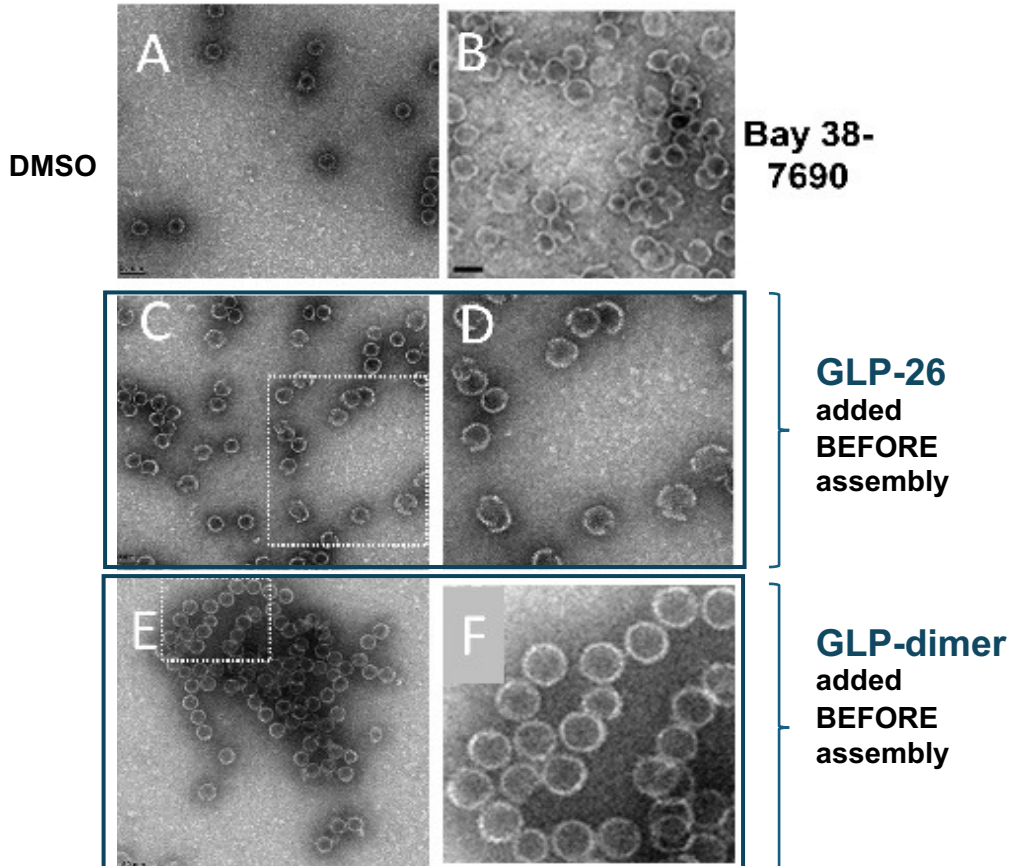 A
B
DMSO
Bay 38-
7690
C
D
GLP-26
added
BEFORE
assembly
E
F
GLP-dimer
added
BEFORE
assembly